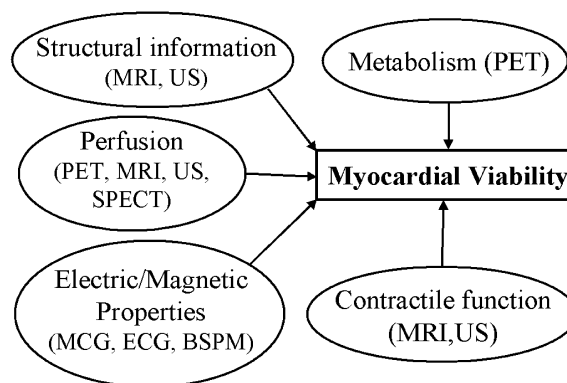 Structural information
(MRI, US)
Metabolism (PET)
Perfusion
(PET, MRI, US,
SPECT)
Myocardial Viability
Electric/Magnetic
Properties
(MCG, ECG, BSPM)
Contractile function
(MRI,US)